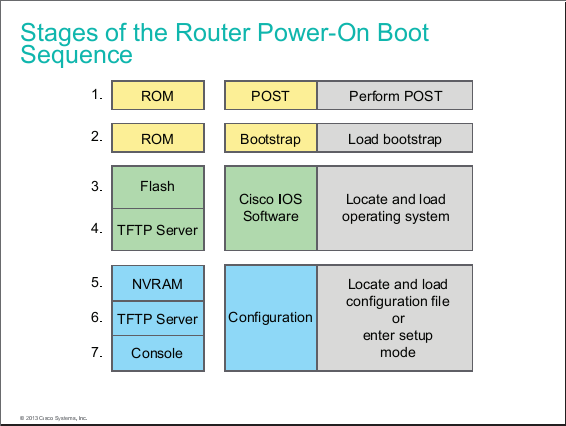 Stages of the Router Power-On Boot
Sequence
1. ROM POST Perform POST
2. ROM Bootstrap Load bootstrap
3. Flash
4. TFTP Server
Cisco IOS
Software
Locate and load
operating system
5. NVRAM
6. TFTP Server
7. Console
Configuration
Locate and load
configuration file
or
enter setup
mode
© 2013 Cisco Systems, Inc.